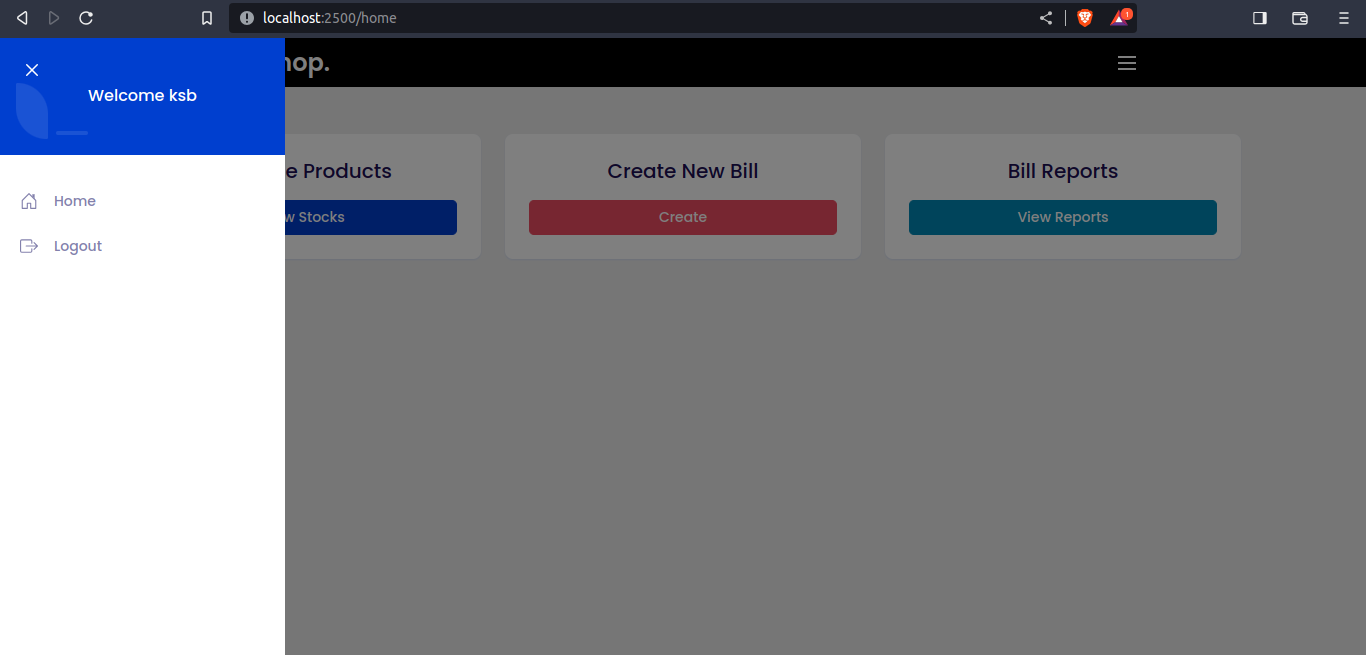 localhost:2500/home
1
hop.
Welcome ksb
Home
Logout
e Products
w Stocks
Create New Bill
Create
Bill Reports
View Reports